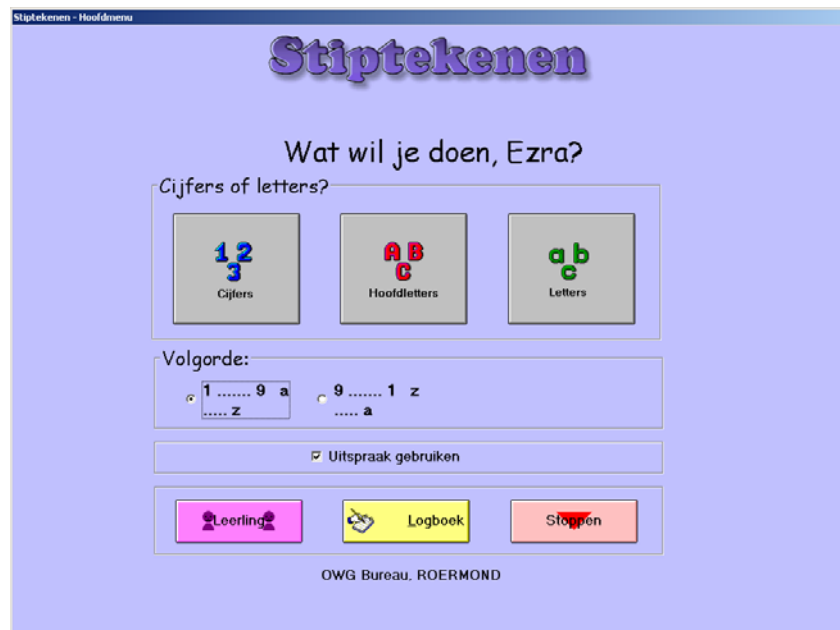 Stiptekenen - Hoofdmenu
Stiptekenen
Wat wil je doen, Ezra?
Cijfers of letters?
1 2
3
Cijfers
A B
C
Hoofdletters
a b
c
Letters
Volgorde:
1 ....... 9 a
..... z
9 ....... 1 z
..... a
Uitspraak gebruiken
Leerling
Logboek
Stoppen
OWG Bureau, ROERMOND